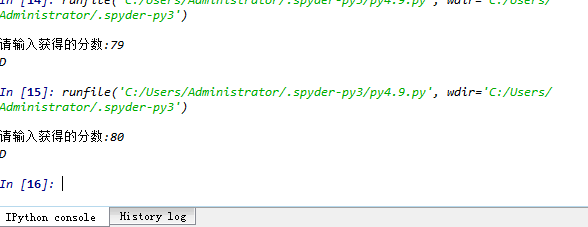 In [14]: runfile('C:/Users/Administrator/.spyder-py3/py4.9.py', wdir='C:/Users/
Administrator/.spyder-py3')
请输入获得的分数:79
D
In [15]: runfile('C:/Users/Administrator/.spyder-py3/py4.9.py', wdir='C:/Users/
Administrator/.spyder-py3')
请输入获得的分数:80
D
In [16]:
IPython console
History log